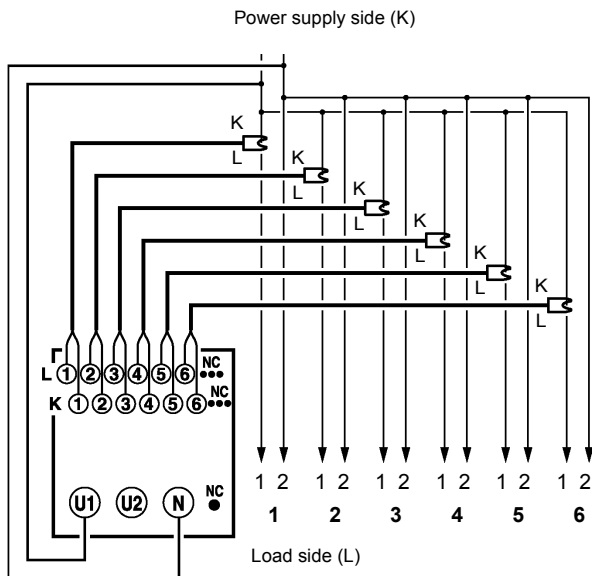 Power supply side (K)
K
L
K
L
K
L
K
L
K
L
K
L
L 1 2 3 4 5 6 NC
K 1 2 3 4 5 6 NC
U1 U2 N NC
1 2 1 2 1 2 1 2 1 2 1 2
1 2 3 4 5 6
Load side (L)